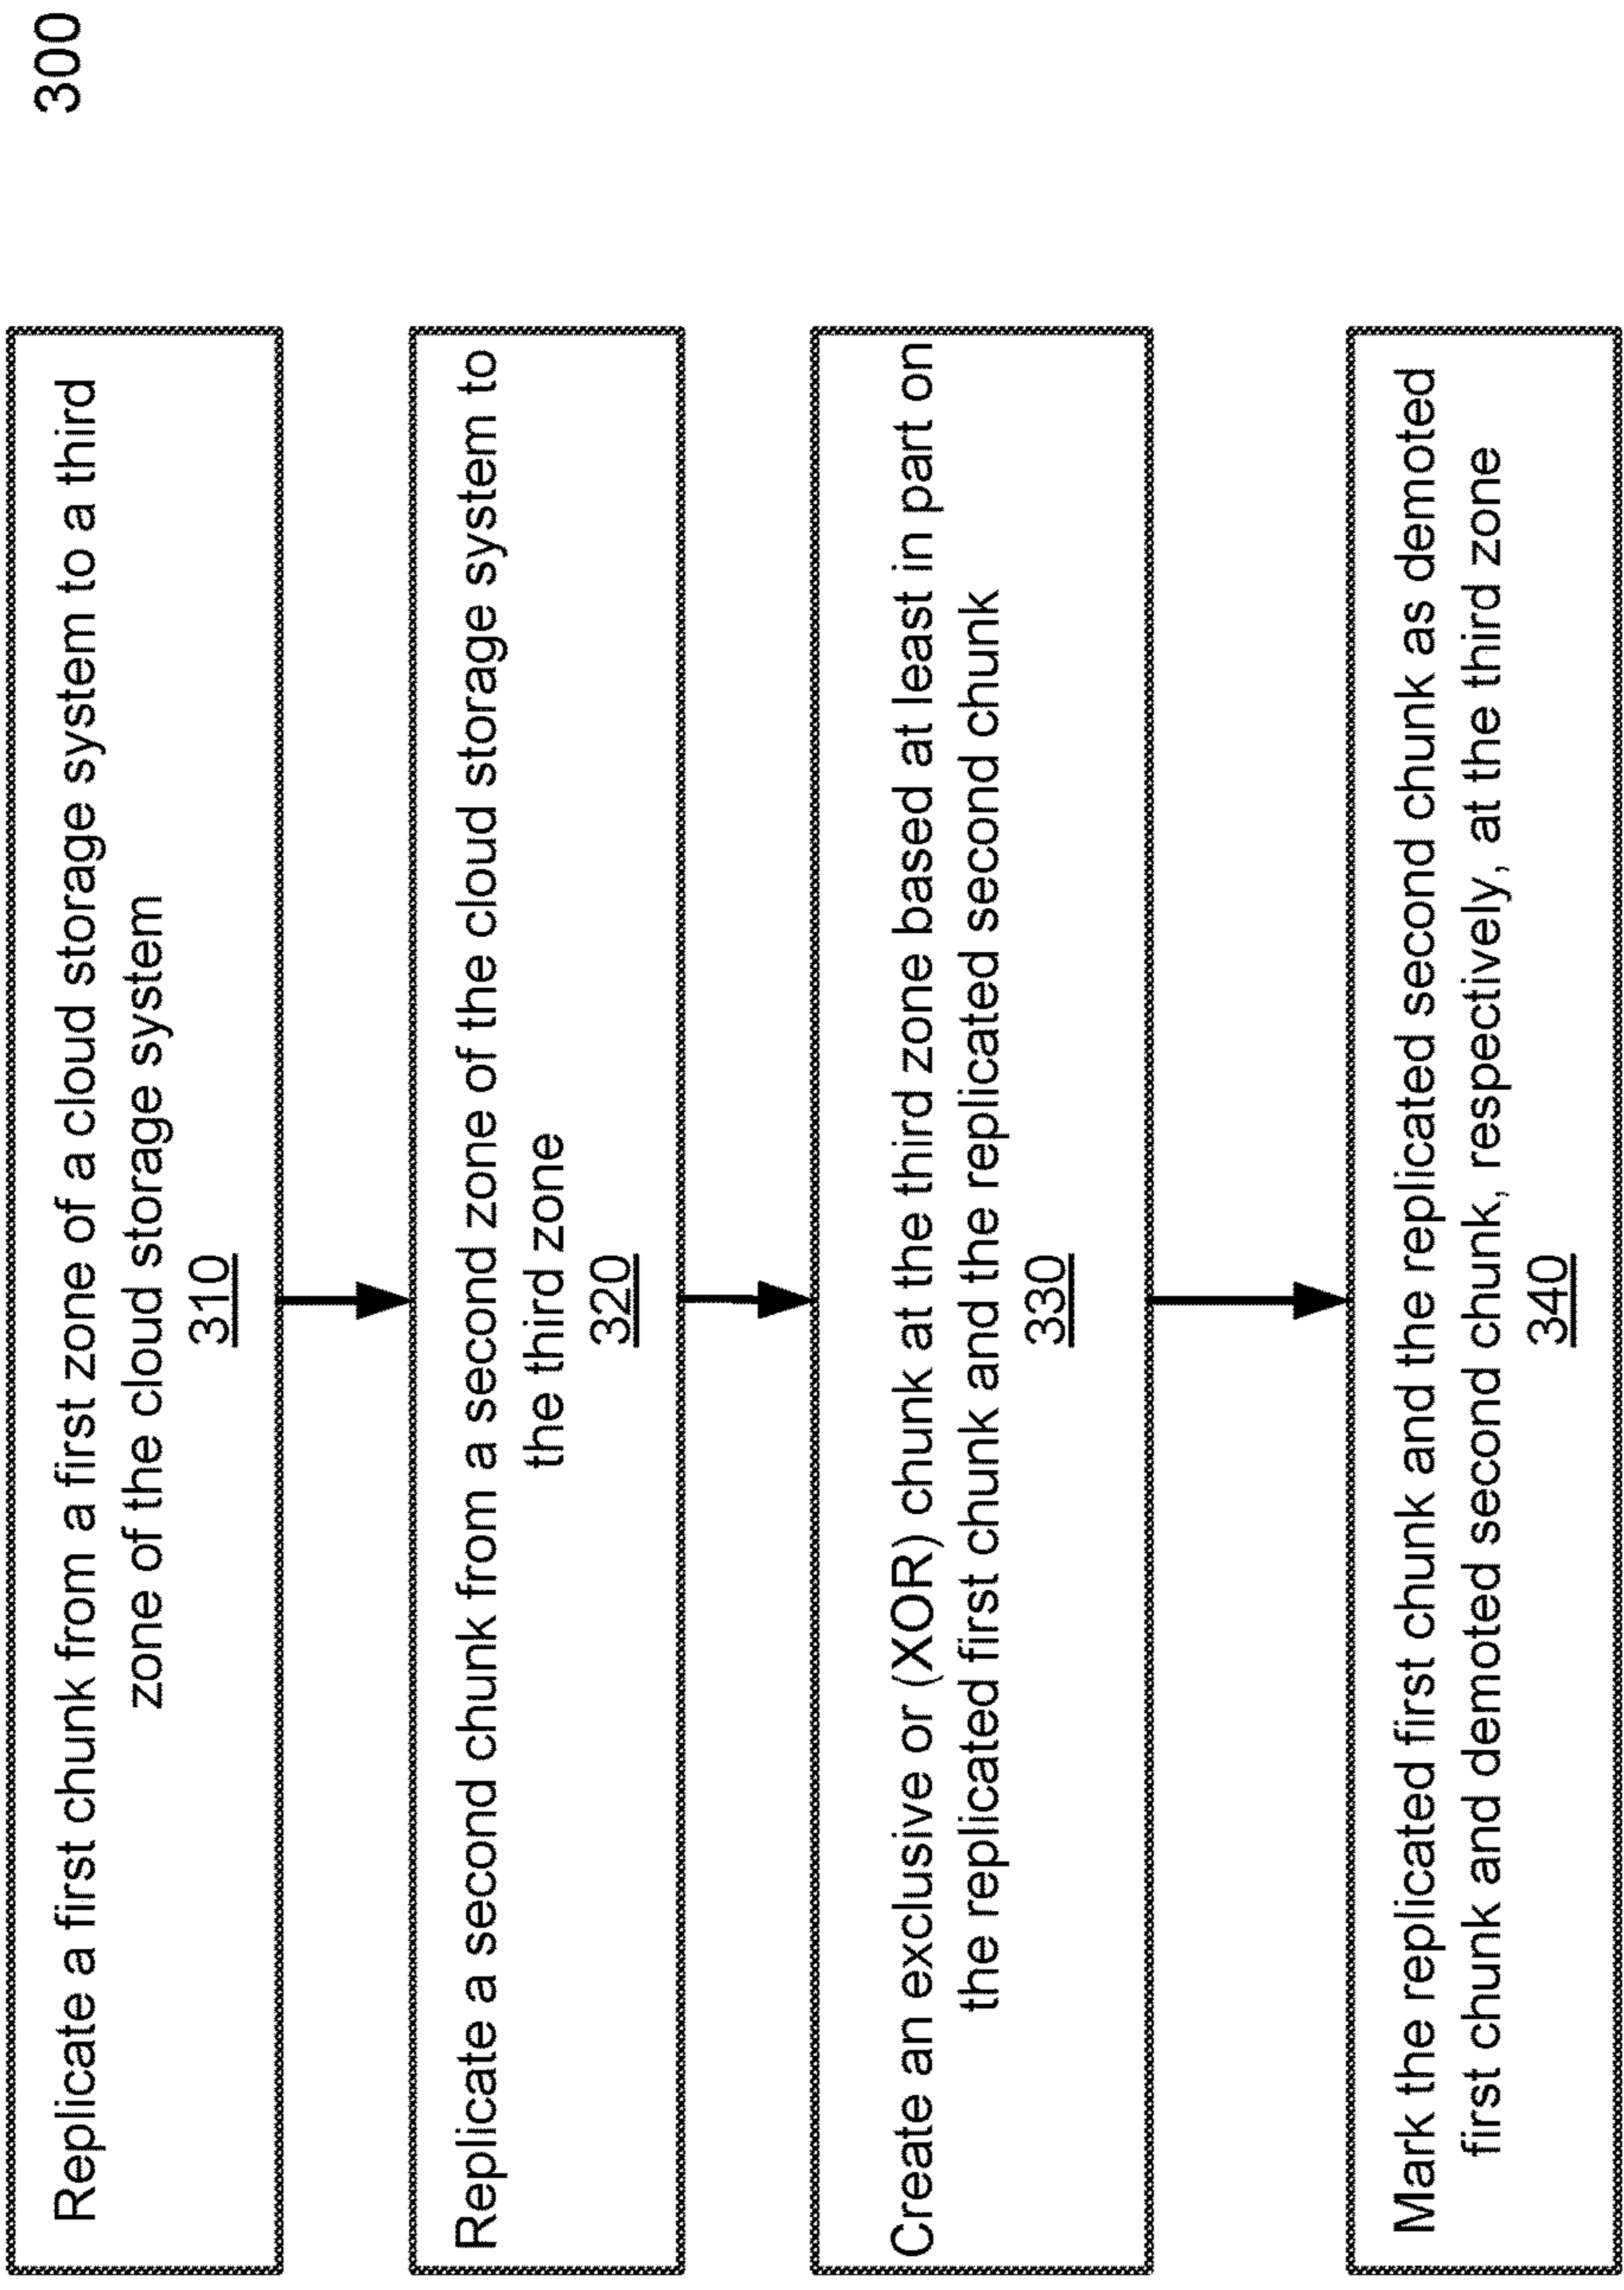 300
Replicate a first chunk from a first zone of a cloud storage system to a third
zone of the cloud storage system
310
Replicate a second chunk from a second zone of the cloud storage system to
the third zone
320
Create an exclusive or (XOR) chunk at the third zone based at least in part on
the replicated first chunk and the replicated second chunk
330
Mark the replicated first chunk and the replicated second chunk as demoted
first chunk and demoted second chunk, respectively, at the third zone
340